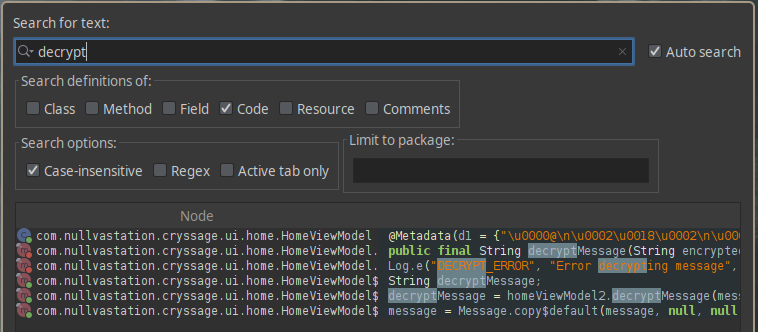 Search for text:
decrypt
Auto search
Search definitions of:
Class Method Field Code Resource Comments
Search options:
Limit to package:
Case-insensitive Regex Active tab only
Node
com.nullvastation.cryssage.ui.home.HomeViewModel @Metadata(d1 = {"\u0000@\n\u0002\u0018\u0002\n\u000
com.nullvastation.cryssage.ui.home.HomeViewModel. public final String decryptMessage(String encrypted
com.nullvastation.cryssage.ui.home.HomeViewModel. Log.e("DECRYPT_ERROR", "Error decrypting message",
com.nullvastation.cryssage.ui.home.HomeViewModel$ String decryptMessage;
com.nullvastation.cryssage.ui.home.HomeViewModel$ decryptMessage = homeViewModel2.decryptMessage(mess
com.nullvastation.cryssage.ui.home.HomeViewModel$ message = Message.copy$default(message, null, null